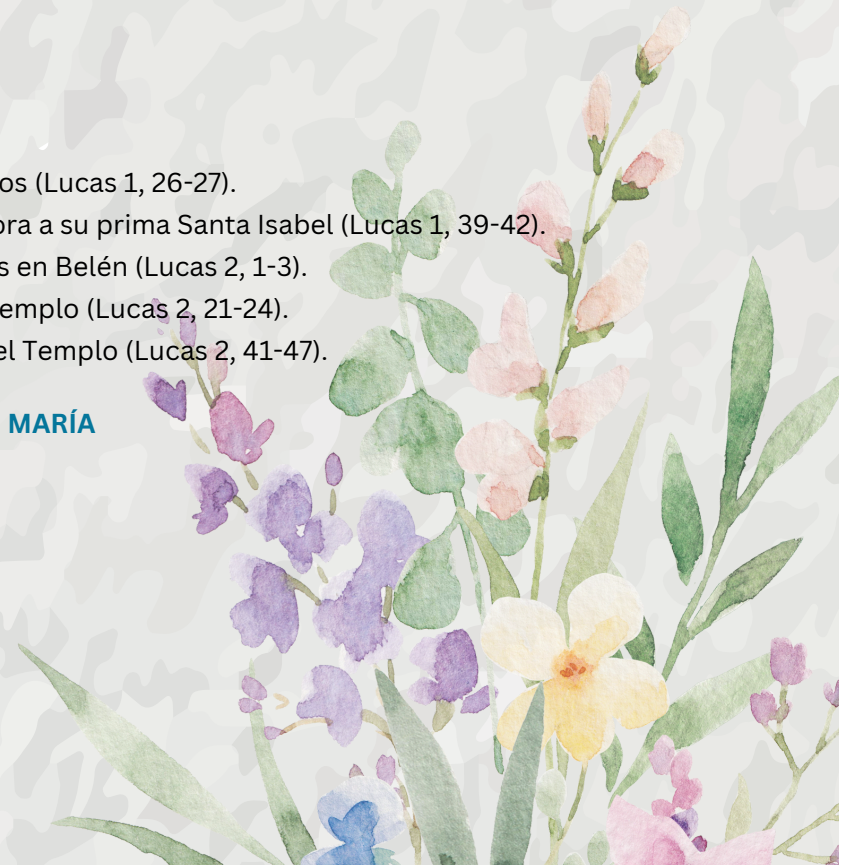 os (Lucas 1, 26-27).
ora a su prima Santa Isabel (Lucas 1, 39-42).
s en Belén (Lucas 2, 1-3).
emplo (Lucas 2, 21-24).
el Templo (Lucas 2, 41-47).
MARÍA